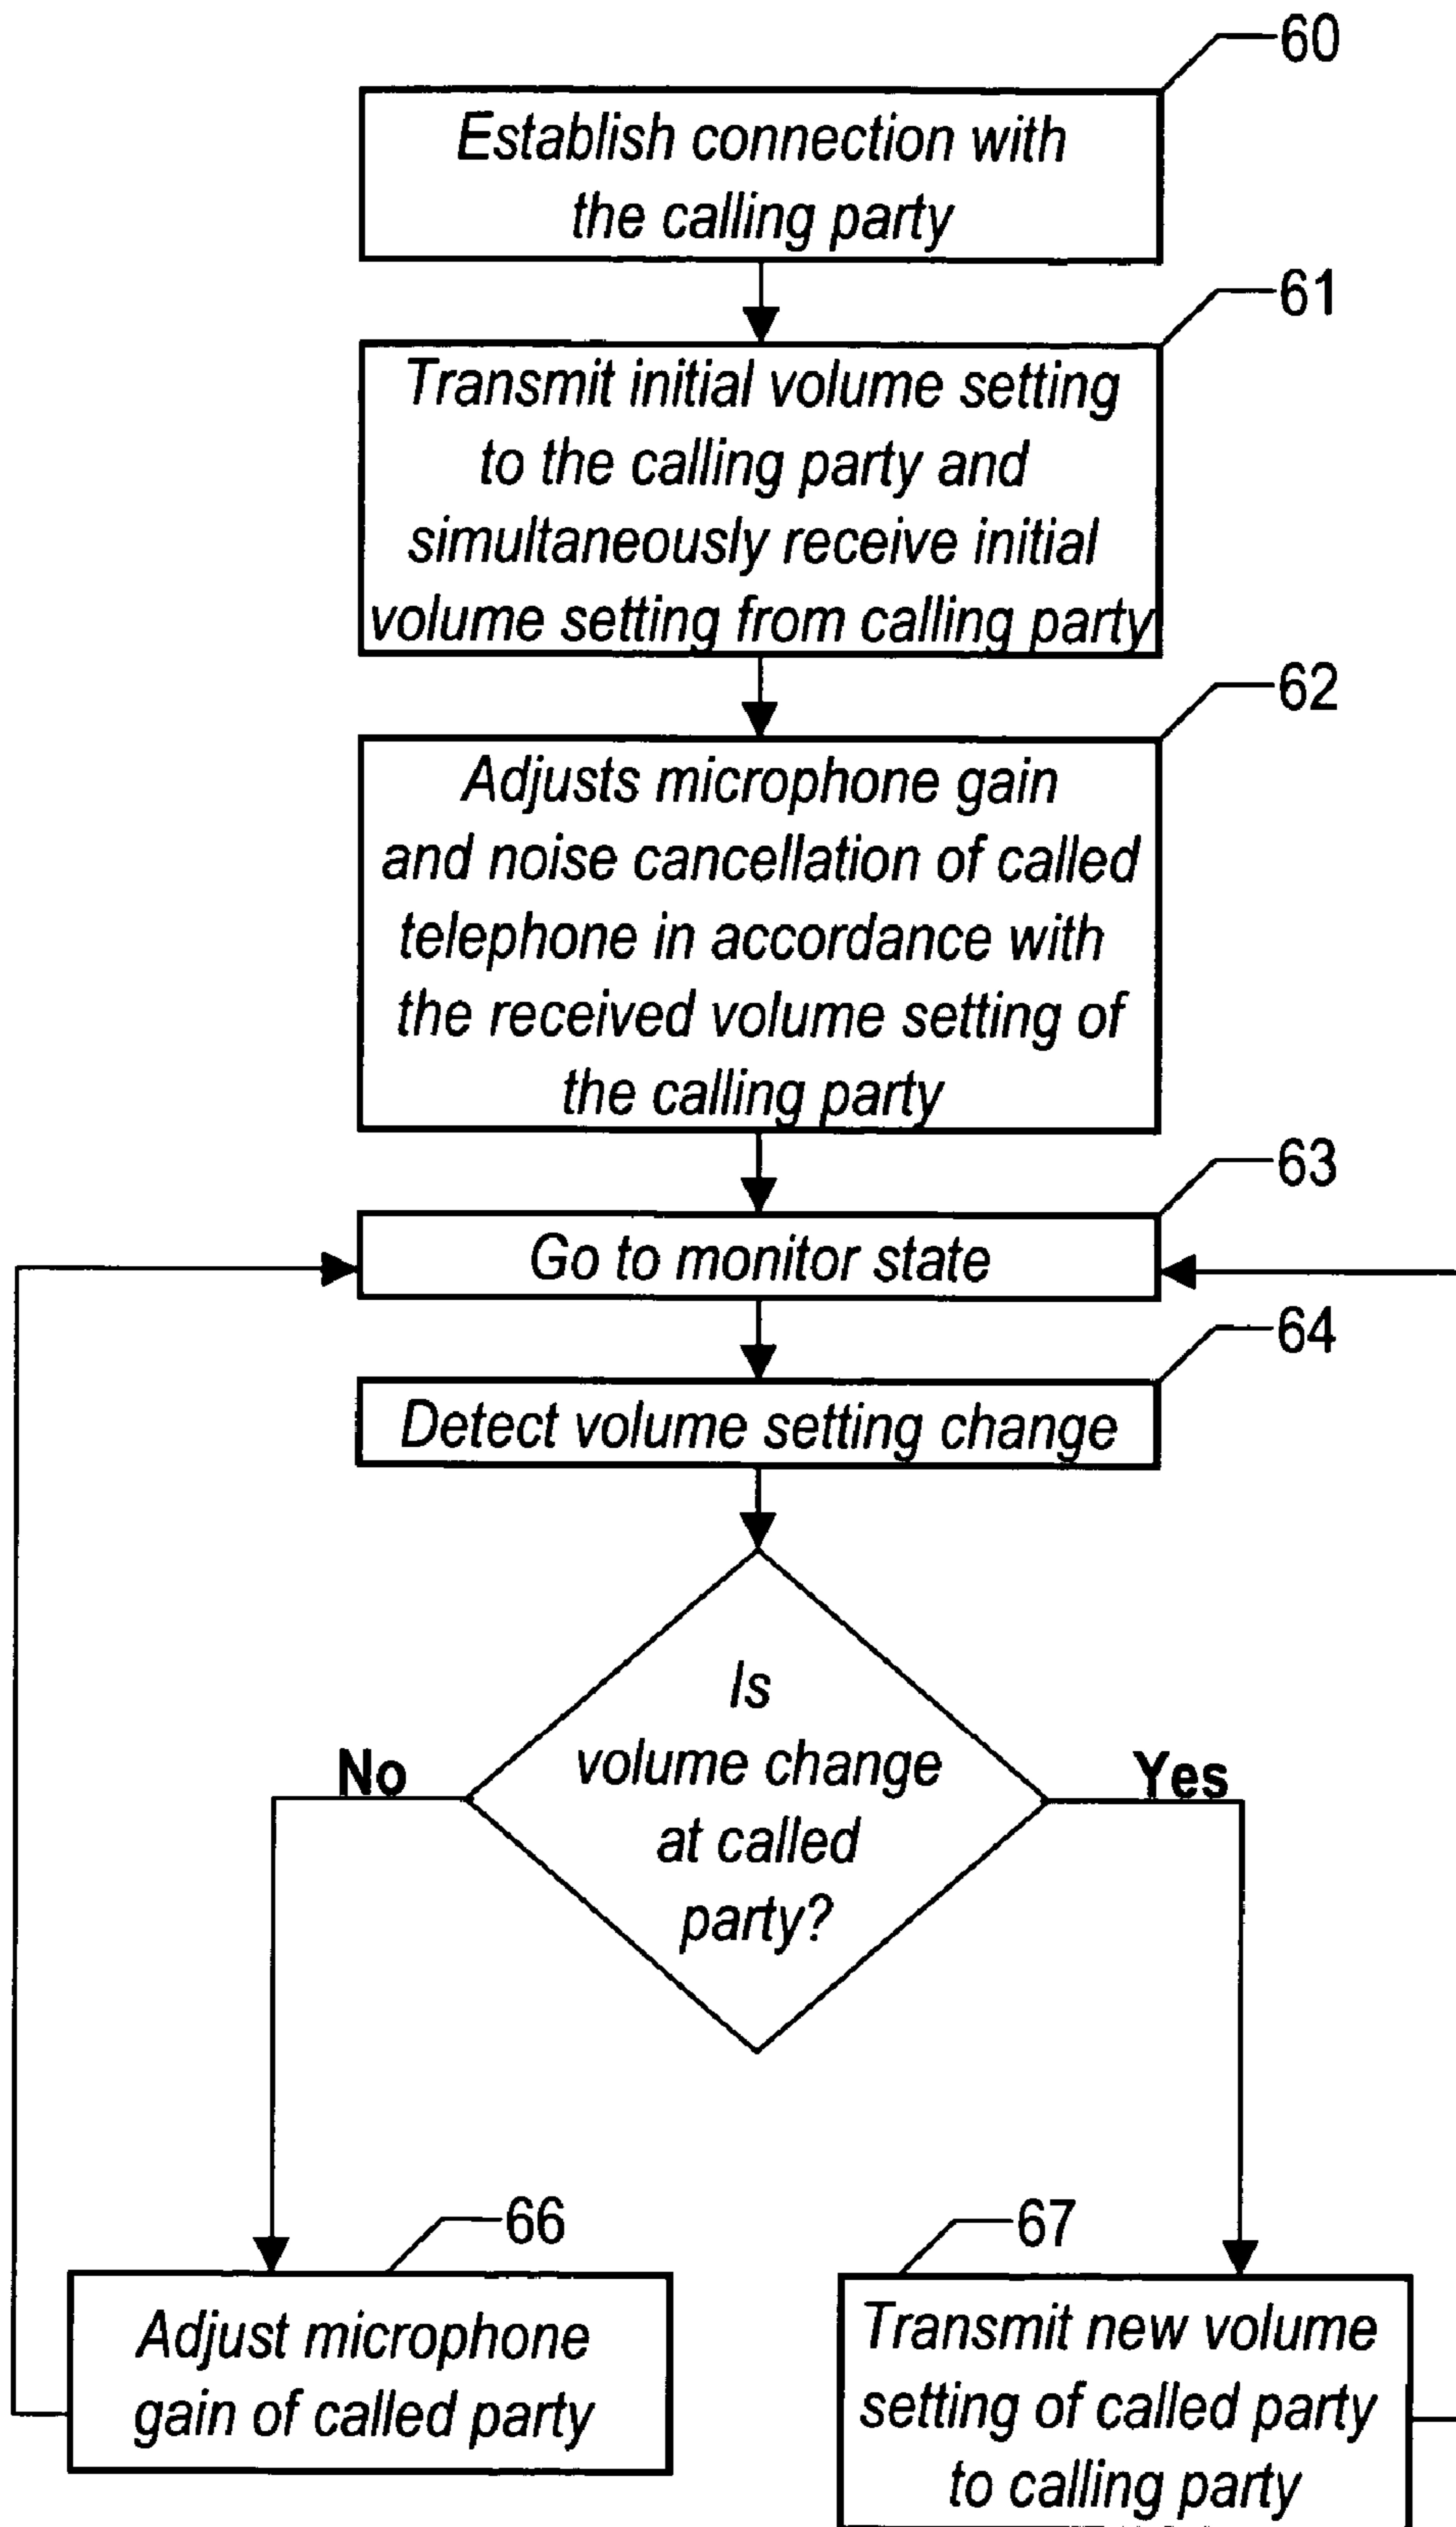 60
Establish connection with
the calling party
61
Transmit initial volume setting
to the calling party and
simultaneously receive initial
volume setting from calling party
62
Adjusts microphone gain
and noise cancellation of called
telephone in accordance with
the received volume setting of
the calling party
63
Go to monitor state
64
Detect volume setting change
Is
volume change
at called
party?
No
Yes
66
Adjust microphone
gain of called party
67
Transmit new volume
setting of called party
to calling party